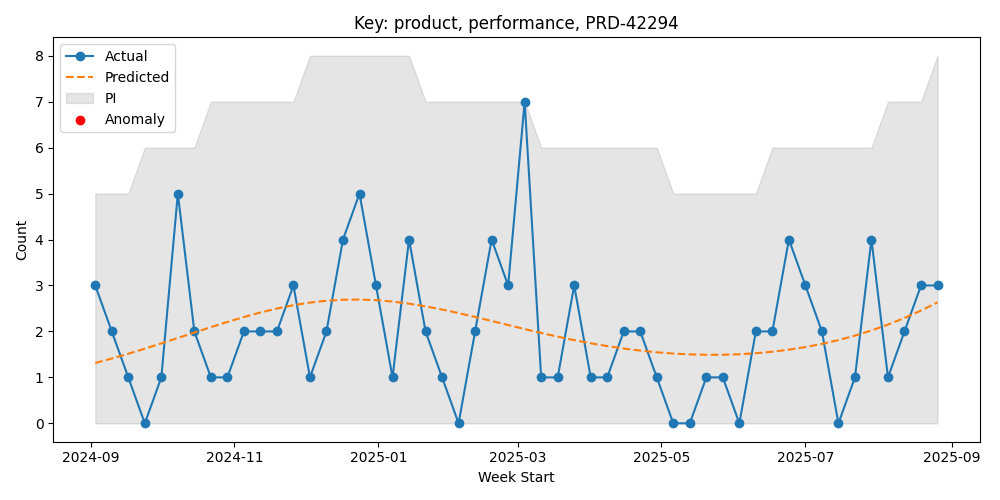 Key: product, performance, PRD-42294
Actual
Predicted
PI
Anomaly
Count
8
7
6
5
4
3
2
1
0
2024-09
2024-11
2025-01
2025-03
2025-05
2025-07
2025-09
Week Start